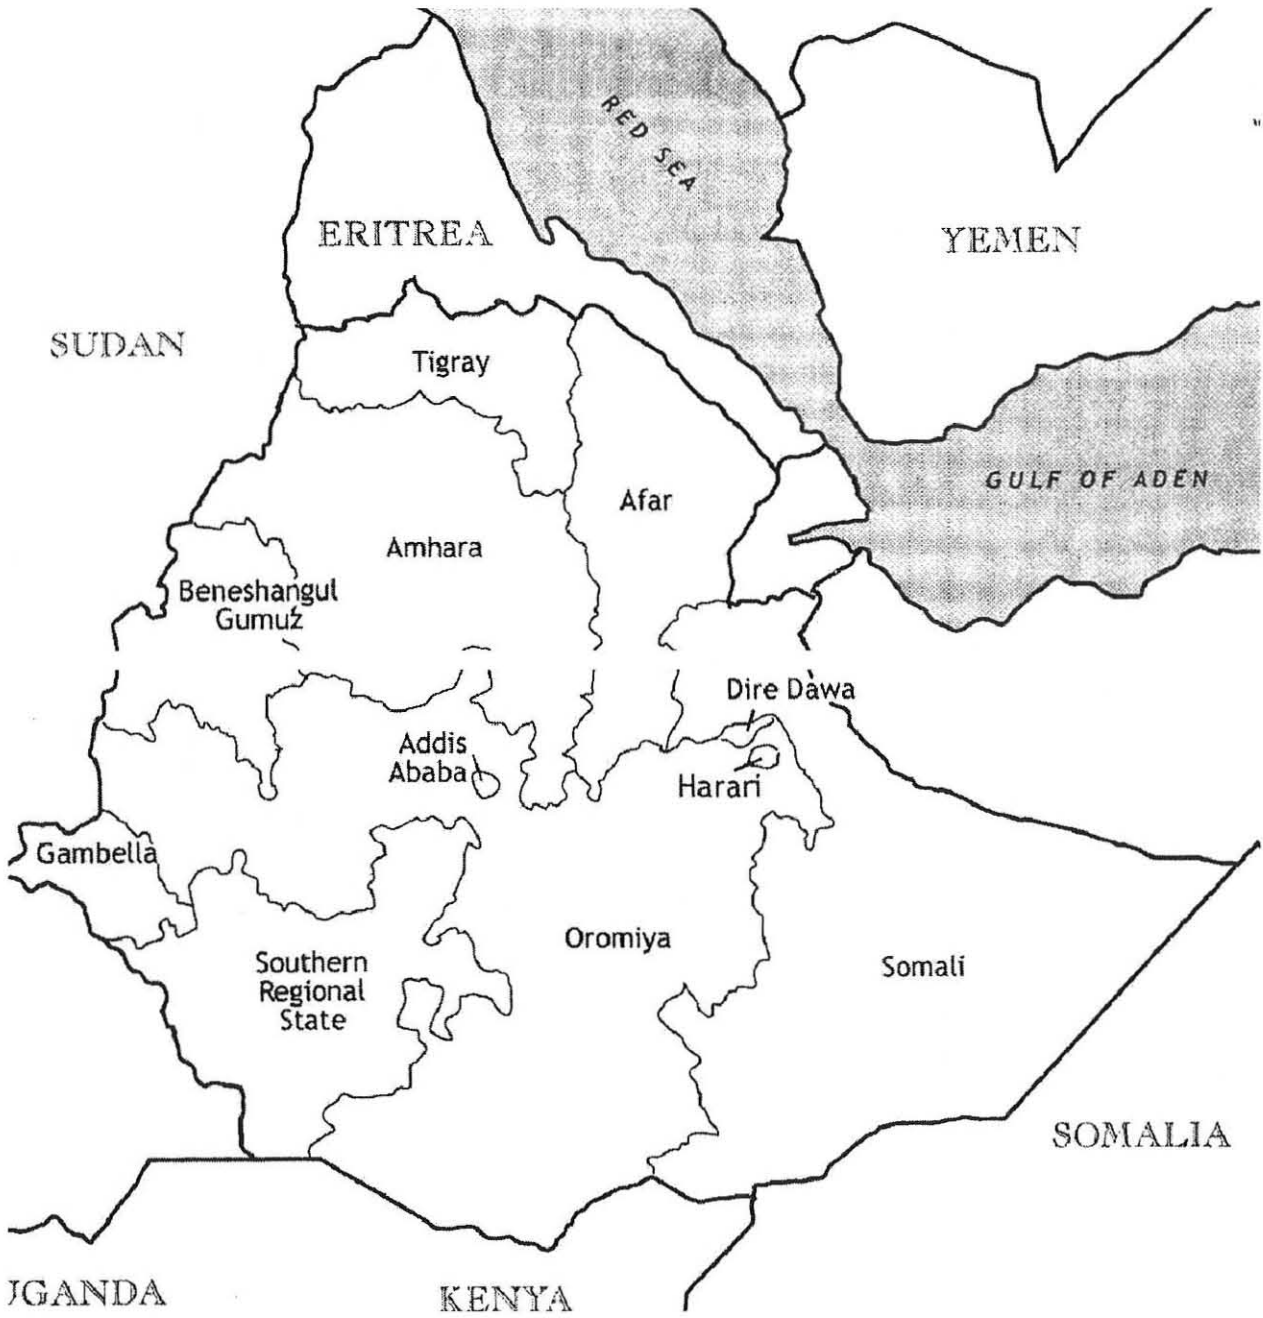 RED SEA
ERITREA
YEMEN
SUDAN
Tigray
GULF OF ADEN
Afar
Amhara
Beneshangul
Gumuz
Dire Dawa
Addis
Ababa
Harari
Gambella
Oromiya
Southern
Regional
State
Somali
SOMALIA
UGANDA
KENYA